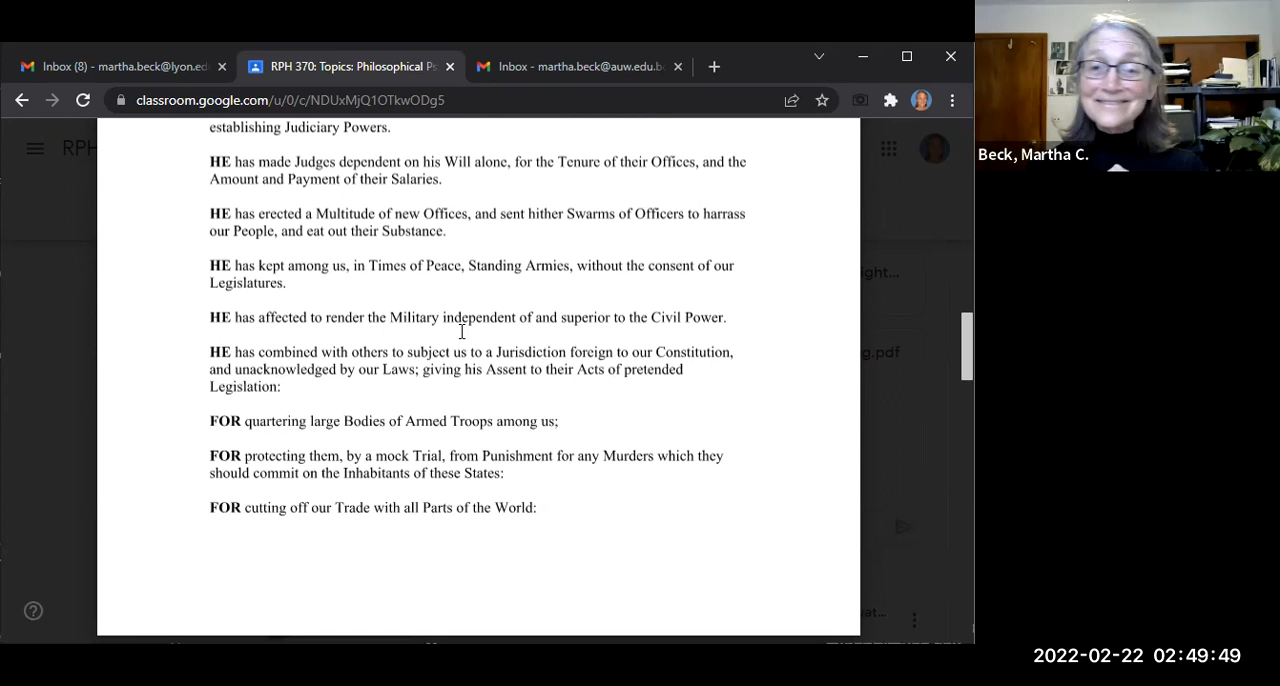 Inbox (8) - martha.beck@lyon.ed
RPH 370: Topics: Philosophical Ps
Inbox - martha.beck@auw.edu.b
classroom.google.com/u/0/c/NDUxMjQ1OTkwODg5
RPH
establishing Judiciary Powers.
HE has made Judges dependent on his Will alone, for the Tenure of their Offices, and the
Amount and Payment of their Salaries.
HE has erected a Multitude of new Offices, and sent hither Swarms of Officers to harrass
our People, and eat out their Substance.
HE has kept among us, in Times of Peace, Standing Armies, without the consent of our
Legislatures.
HE has affected to render the Military independent of and superior to the Civil Power.
HE has combined with others to subject us to a Jurisdiction foreign to our Constitution,
and unacknowledged by our Laws; giving his Assent to their Acts of pretended
Legislation:
FOR quartering large Bodies of Armed Troops among us;
FOR protecting them, by a mock Trial, from Punishment for any Murders which they
should commit on the Inhabitants of these States:
FOR cutting off our Trade with all Parts of the World:
ight...
g.pdf
at...
Beck, Martha C.
2022-02-22 02:49:49